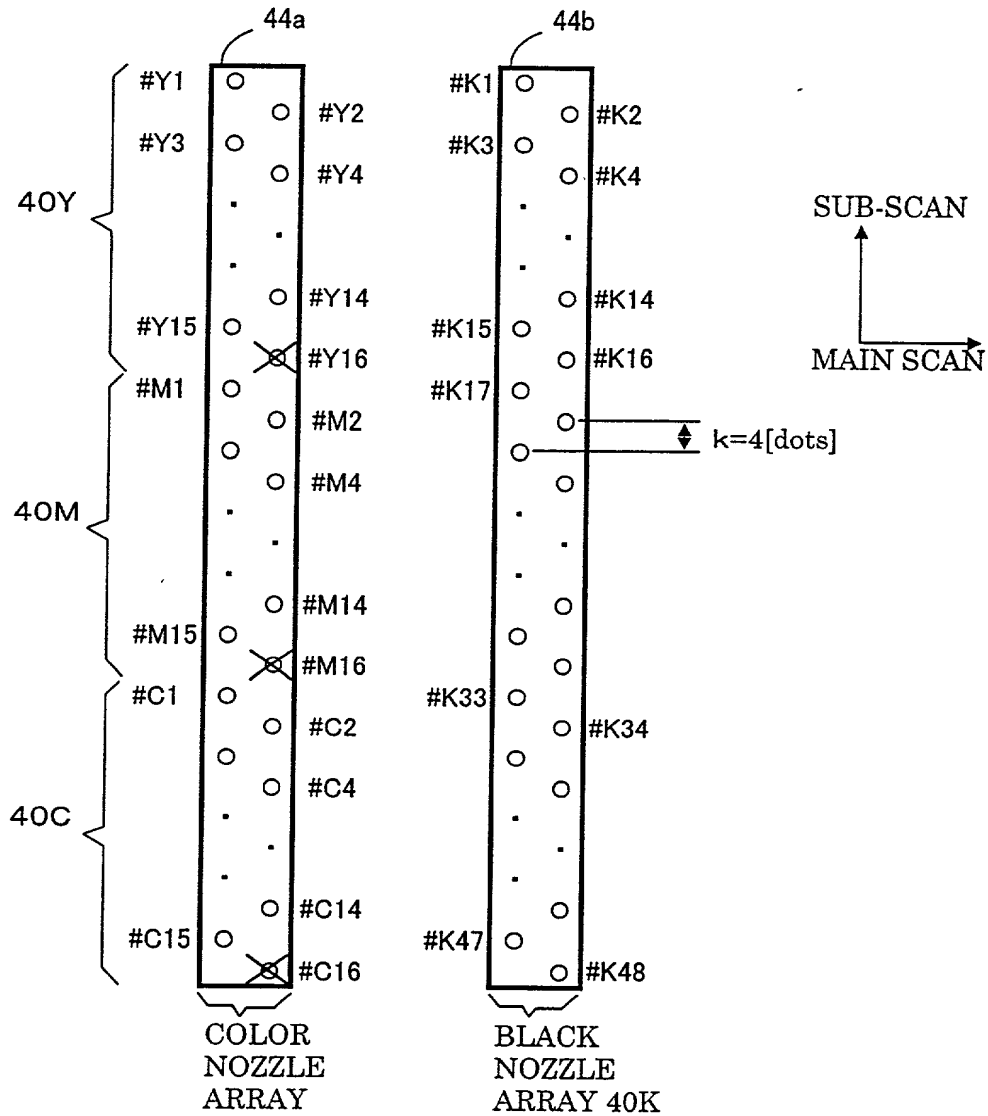 44a
44b
#Y1
#Y2
#Y3
#Y4
40Y
#Y14
#Y15
#Y16
#M1
#M2
#M4
40M
#M14
#M15
#M16
#C1
#C2
#C4
40C
#C14
#C15
#C16
COLOR
NOZZLE
ARRAY
#K1
#K2
#K3
#K4
#K14
#K15
#K16
#K17
k=4[dots]
#K33
#K34
#K47
#K48
BLACK
NOZZLE
ARRAY 40K
SUB-SCAN
MAIN SCAN